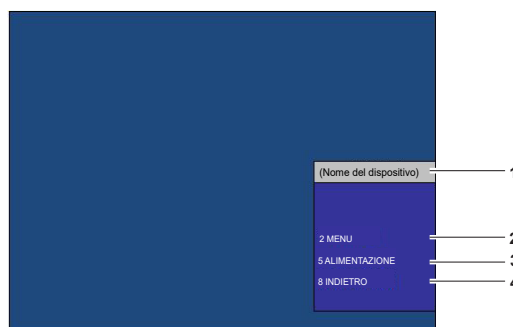 (Nome del dispositivo) 1
2 MENU 2
5 ALIMENTAZIONE 3
8 INDIETRO 4